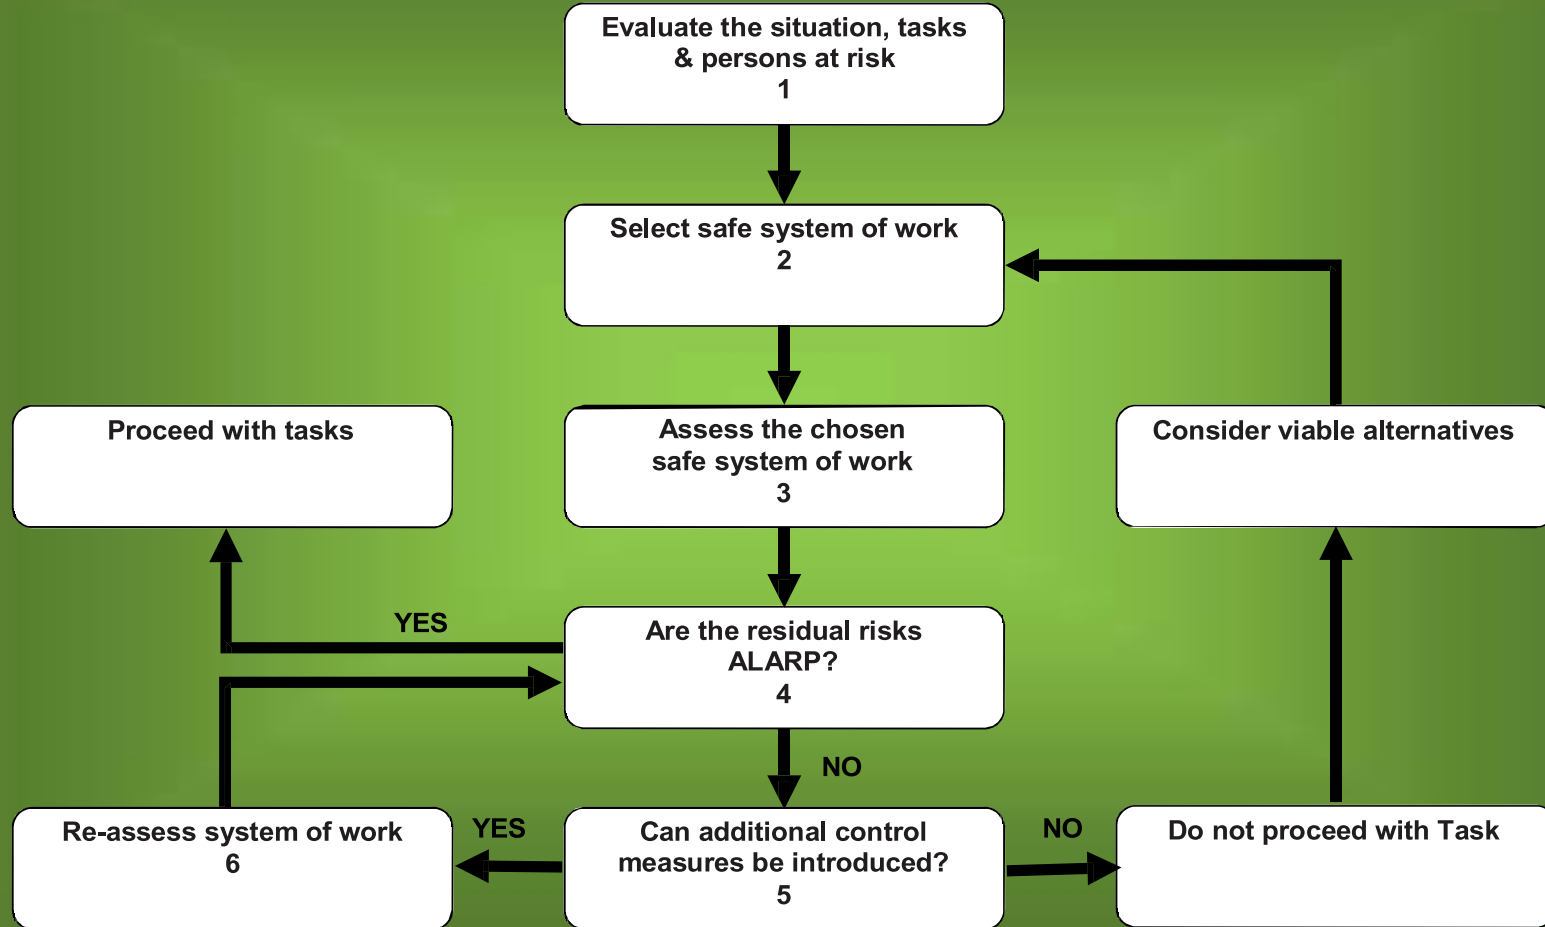 Evaluate the situation, tasks
& persons at risk
1
Select safe system of work
2
Proceed with tasks
Assess the chosen
safe system of work
3
Consider viable alternatives
YES
Are the residual risks
ALARP?
4
NO
Re-assess system of work
6
YES
Can additional control
measures be introduced?
5
NO
Do not proceed with Task